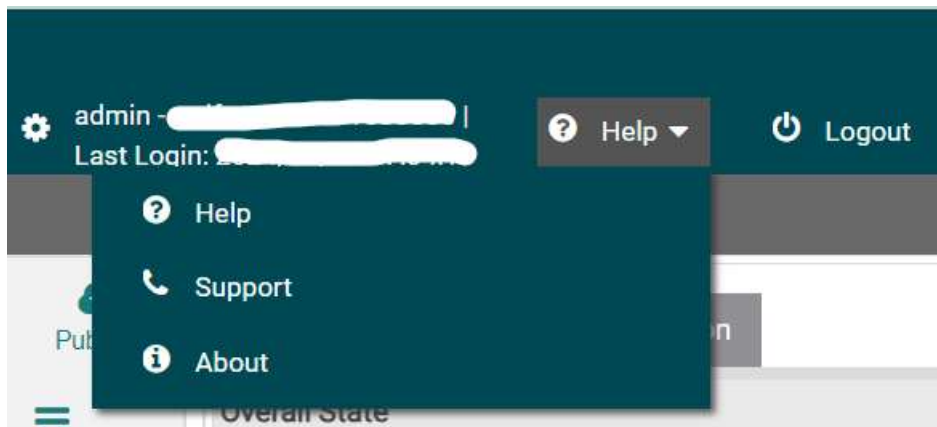 admin - |
Last Login:
Help
Logout
Help
Support
About
Pub
n
Overall State